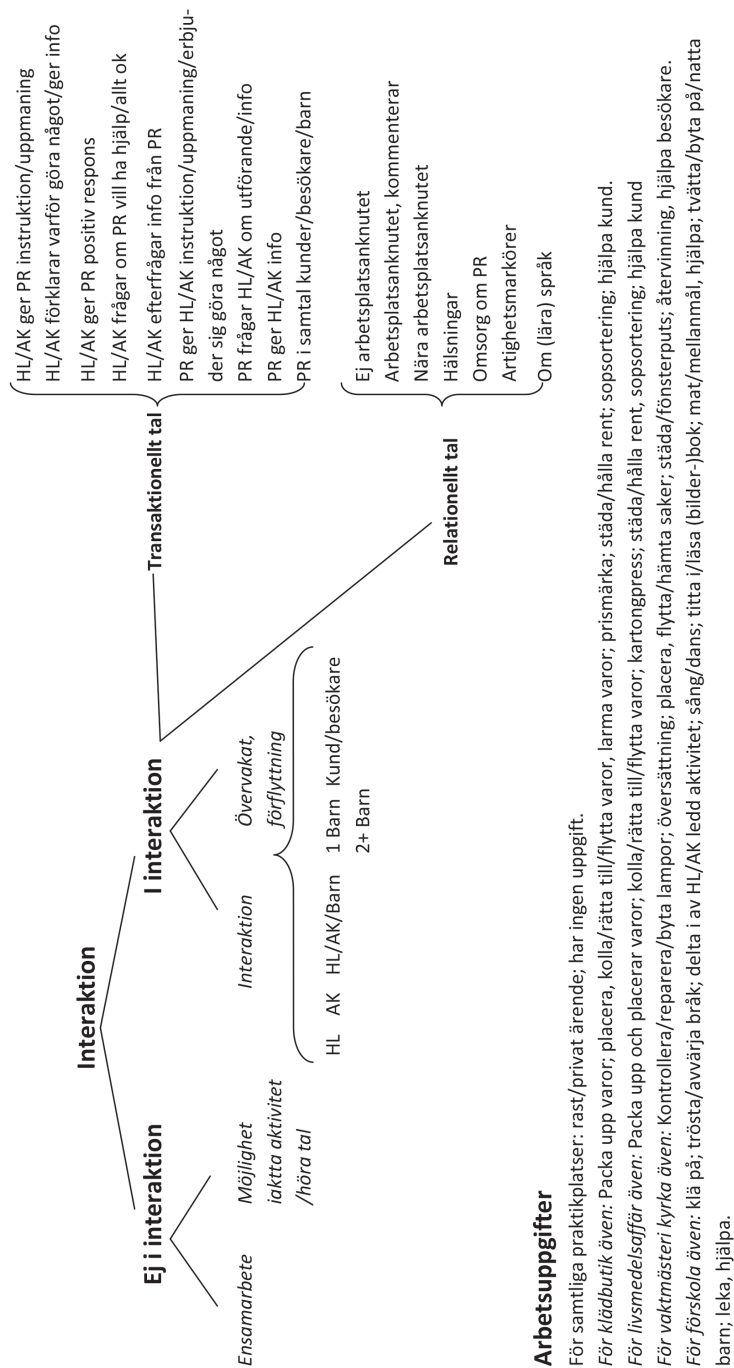 Interaktion
Ej i interaktion
I interaktion
Ensamarbete
Möjlighet
iaktta aktivitet
/höra tal
Interaktion
Övervakat,
förflyttning
HL AK HL/AK/Barn 1 Barn Kund/besökare
2+ Barn
Transaktionellt tal
HL/AK ger PR instruktion/uppmaning
HL/AK förklarar varför göra något/ger info
HL/AK ger PR positiv respons
HL/AK frågar om PR vill ha hjälp/allt ok
HL/AK efterfrågar info från PR
PR ger HL/AK instruktion/uppmaning/erbju-
der sig göra något
PR frågar HL/AK om utförande/info
PR ger HL/AK info
PR i samtal kunder/besökare/barn
Relationellt tal
Ej arbetsplatsanknutet
Arbetsplatsanknutet, kommenterar
Nära arbetsplatsanknutet
Hälsningar
Omsorg om PR
Artighetsmarkörer
Om (lära) språk
Arbetsuppgifter
För samtliga praktikplatser: rast/privat ärende; har ingen uppgift.
För klädbutik även: Packa upp varor; placera, kolla/rätta till/flytta varor, larma varor; prismärka; städa/hålla rent; sopsortering; hjälpa kund.
För livsmedelsaffär även: Packa upp och placerar varor; kolla/rätta till/flytta varor; kartongpress; städa/hålla rent, sopsortering; hjälpa kund
För vaktmästeri kyrka även: Kontrollera/reparera/byta lampor; översättning; placera, flytta/hämta saker; städa/fönsterputs; återvinning, hjälpa besökare.
För förskola även: klä på; trösta/avvärja bråk; delta i av HL/AK ledd aktivitet; sång/dans; titta i/läsa (bilder-)bok; mat/mellanmål, hjälpa; tvätta/byta på/natta
barn; leka, hjälpa.